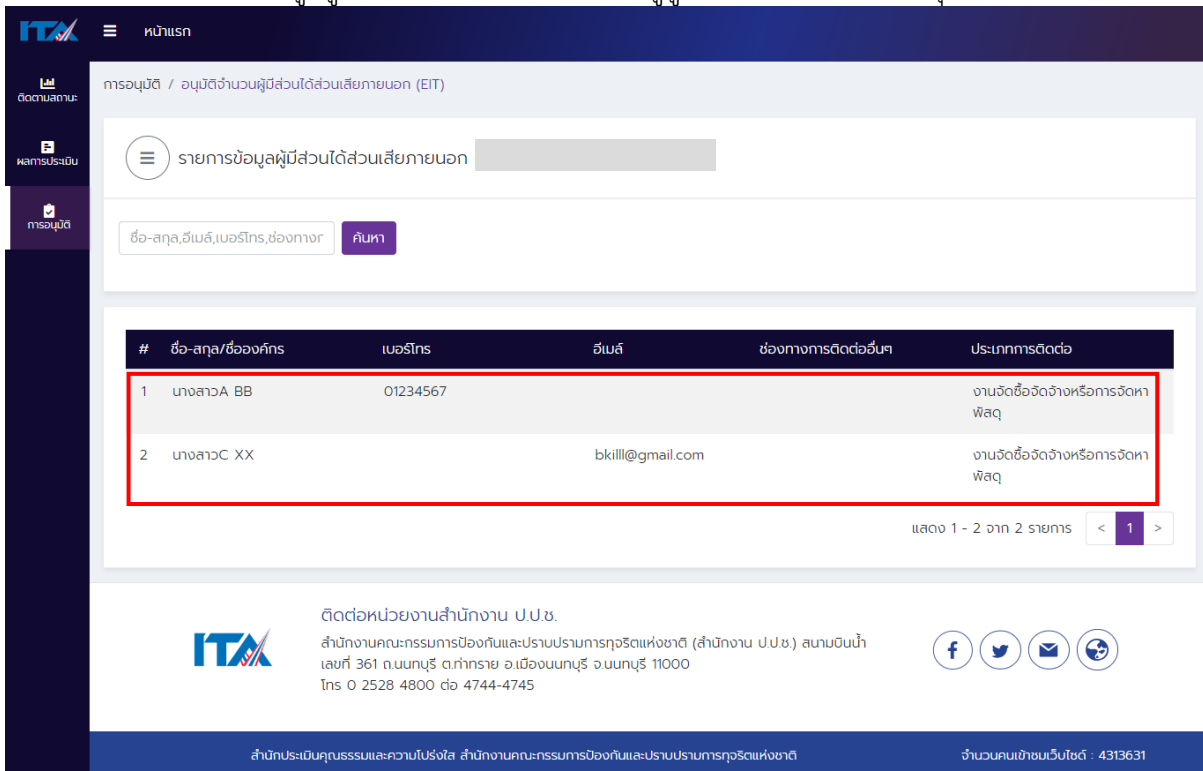 ITA
หน้าแรก
ติดตามสถานะ
ผลการประเมิน
การอนุมัติ
การอนุมัติ / อนุมัติจำนวนผู้มีส่วนได้ส่วนเสียภายนอก (EIT)
รายการข้อมูลผู้มีส่วนได้ส่วนเสียภายนอก
ชื่อ-สกุล,อีเมล์,เบอร์โทร,ช่องทางก
ค้นหา
# ชื่อ-สกุล/ชื่อองค์กร เบอร์โทร อีเมล์ ช่องทางการติดต่ออื่นๆ ประเภทการติดต่อ
1 นางสาวA BB 01234567 งานจัดซื้อจัดจ้างหรือการจัดหา
พัสดุ
2 นางสาวC XX bkilll@gmail.com งานจัดซื้อจัดจ้างหรือการจัดหา
พัสดุ
แสดง 1 - 2 จาก 2 รายการ < 1 >
ITA
ติดต่อหน่วยงานสำนักงาน ป.ป.ช.
สำนักงานคณะกรรมการป้องกันและปราบปรามการทุจริตแห่งชาติ (สำนักงาน ป.ป.ช.) สนามบินน้ำ
เลขที่ 361 ถ.นนทบุรี ต.ท่าทราย อ.เมืองนนทบุรี จ.นนทบุรี 11000
โทร 0 2528 4800 ต่อ 4744-4745
สำนักประเมินคุณธรรมและความโปร่งใส สำนักงานคณะกรรมการป้องกันและปราบปรามการทุจริตแห่งชาติ
จำนวนคนเข้าชมเว็บไซต์ : 4313631